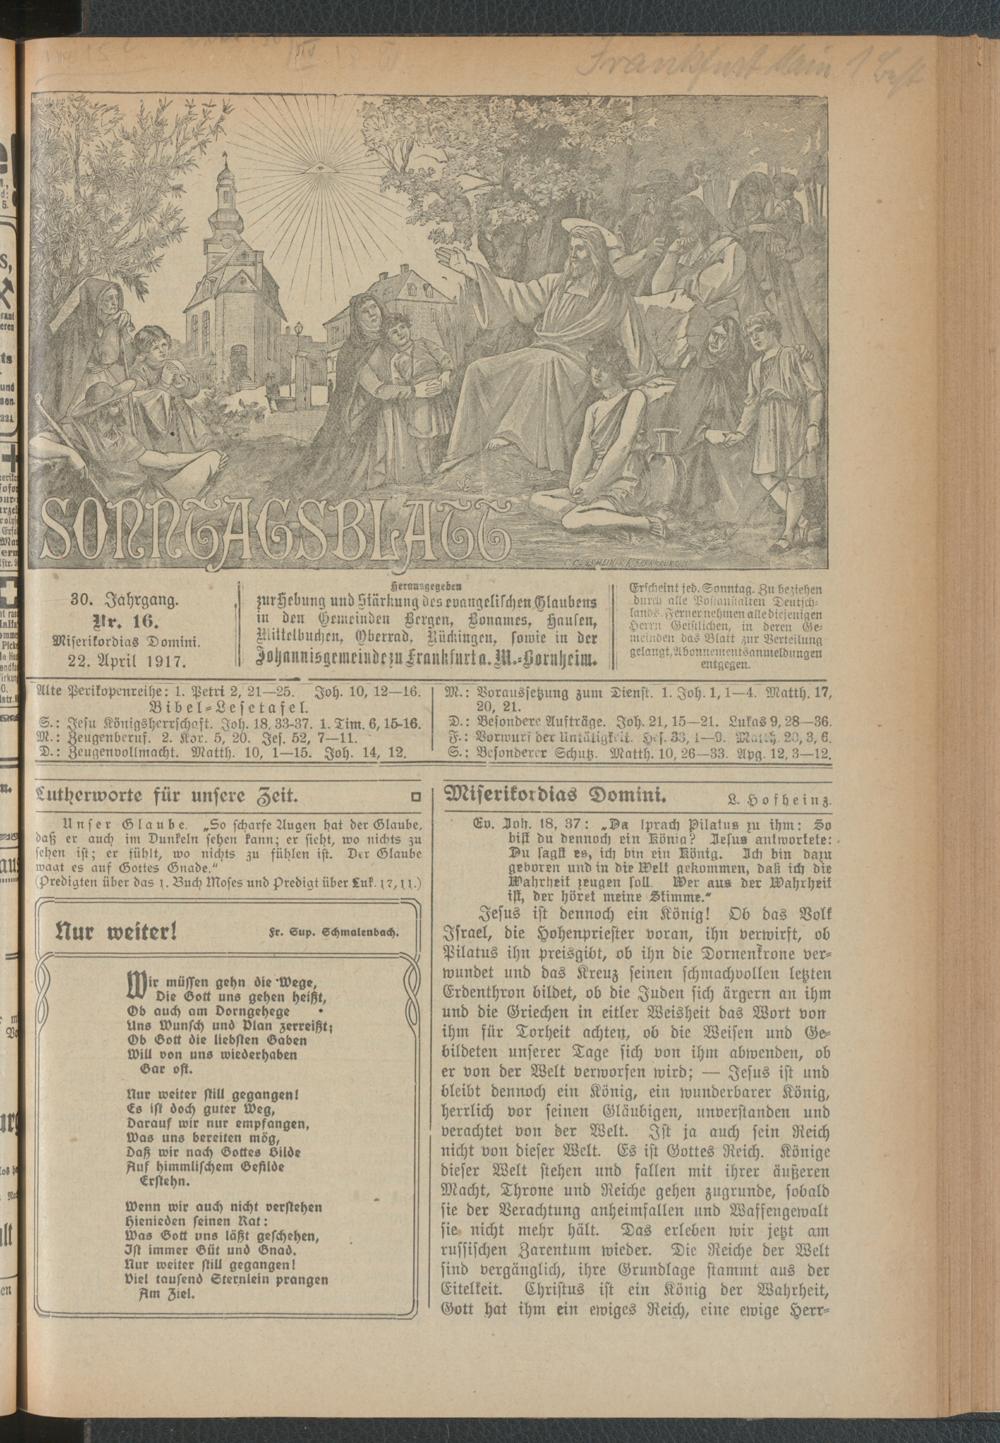 Frankfurt Main 1 Best
SONNTAGSBLATT
30. Jahrgang.
Nr. 16.
Miserikordias Domini.
22. April 1917.
Herausgegeben
zur Hebung und Stärkung des evangelischen Glaubens
in den Gemeinden Bergen, Bonames, Hausen,
Mittelbuchen, Oberrad, Rückingen, sowie in der
Johannisgemeinde zu Frankfurt a. M.-Bornheim.
Erscheint jed. Sonntag. Zu beziehen
durch alle Postanstalten Deutsch-
lands. Ferner nehmen alle diejenigen
Herrn Geistlichen, in deren Ge-
meinden das Blatt zur Verteilung
gelangt, Abonnementsanmeldungen
entgegen.
Alte Perikopenreihe: 1. Petri 2, 21—25. Joh. 10, 12—16.
Bibel-Lesetafel.
S.: Jesu Königsherrschaft. Joh. 18, 33-37. 1. Tim. 6, 15-16.
M.: Zeugenberuf. 2. Kor. 5, 20. Jes. 52, 7—11.
D.: Zeugenvollmacht. Matth. 10, 1—15. Joh. 14, 12.
M.: Voraussetzung zum Dienst. 1. Joh. 1, 1—4. Matth. 17,
20, 21.
D.: Besondere Aufträge. Joh. 21, 15—21. Lukas 9, 28—36.
F.: Vorwurf der Untätigkeit. Hes. 33, 1—9. Matth. 20, 3, 6.
S.: Besonderer Schutz. Matth. 10, 26—33. Apg. 12, 3—12.
Lutherworte für unsere Zeit.
Unser Glaube. „So scharfe Augen hat der Glaube,
daß er auch im Dunkeln sehen kann; er sieht, wo nichts zu
sehen ist; er fühlt, wo nichts zu fühlen ist. Der Glaube
waat es auf Gottes Gnade."
(Predigten über das 1. Buch Moses und Predigt über Luk. 17, 11.)
Nur weiter! Fr. Sup. Schmalenbach.
Wir müssen gehn die Wege,
Die Gott uns gehen heißt,
Ob auch am Dorngehege
Uns Wunsch und Plan zerreißt;
Ob Gott die liebsten Gaben
Will von uns wiederhaben
Gar oft.
Nur weiter still gegangen!
Es ist doch guter Weg,
Darauf wir nur empfangen,
Was uns bereiten mög,
Daß wir nach Gottes Bilde
Auf himmlischem Gefilde
Erstehn.
Wenn wir auch nicht verstehen
Hienieden seinen Rat:
Was Gott uns läßt geschehen,
Ist immer Güt und Gnad.
Nur weiter still gegangen!
Viel tausend Sternlein prangen
Am Ziel.
Miserikordias Domini. L. Hofheinz.
Ev. Joh. 18, 37: „Da sprach Pilatus zu ihm: So
bist du dennoch ein König? Jesus antwortete:
Du sagst es, ich bin ein König. Ich bin dazu
geboren und in die Welt gekommen, daß ich die
Wahrheit zeugen soll. Wer aus der Wahrheit
ist, der höret meine Stimme."
Jesus ist dennoch ein König! Ob das Volk
Israel, die Hohenpriester voran, ihn verwirft, ob
Pilatus ihn preisgibt, ob ihn die Dornenkrone ver-
wundet und das Kreuz seinen schmachvollen letzten
Erdenthron bildet, ob die Juden sich ärgern an ihm
und die Griechen in eitler Weisheit das Wort von
ihm für Torheit achten, ob die Weisen und Ge-
bildeten unserer Tage sich von ihm abwenden, ob
er von der Welt verworfen wird; — Jesus ist und
bleibt dennoch ein König, ein wunderbarer König,
herrlich vor seinen Gläubigen, unverstanden und
verachtet von der Welt. Ist ja auch sein Reich
nicht von dieser Welt. Es ist Gottes Reich. Könige
dieser Welt stehen und fallen mit ihrer äußeren
Macht, Throne und Reiche gehen zugrunde, sobald
sie der Verachtung anheimfallen und Waffengewalt
sie nicht mehr hält. Das erleben wir jetzt am
russischen Zarentum wieder. Die Reiche der Welt
sind vergänglich, ihre Grundlage stammt aus der
Eitelkeit. Christus ist ein König der Wahrheit,
Gott hat ihm ein ewiges Reich, eine ewige Herr-